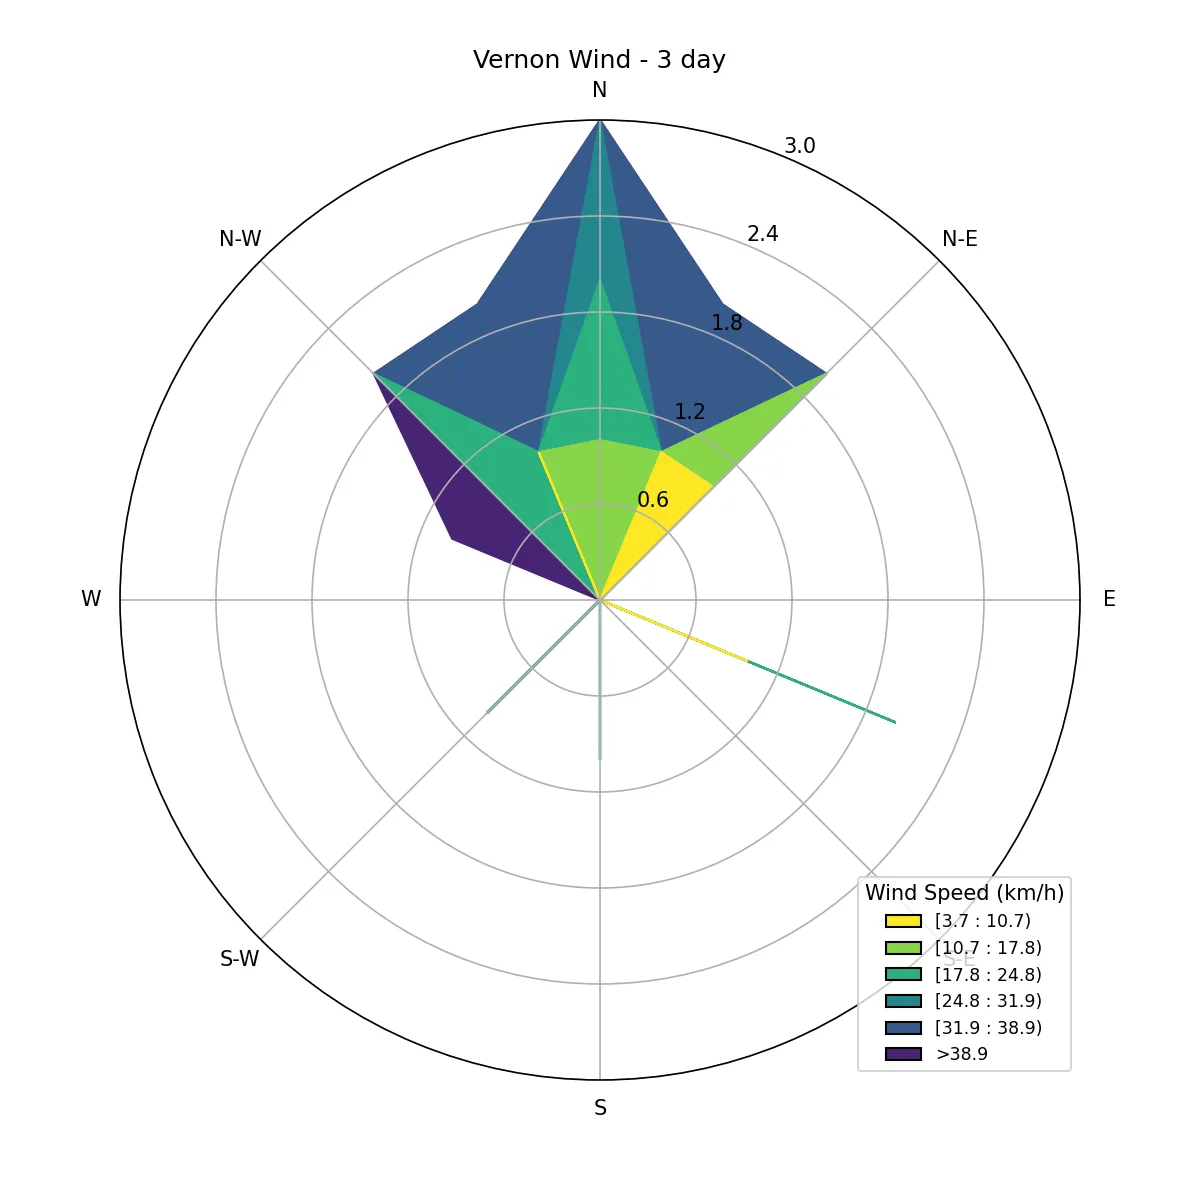 Vernon Wind - 3 day
N
3.0
N-W
2.4
N-E
1.8
1.2
0.6
W
E
Wind Speed (km/h)
[3.7 : 10.7)
[10.7 : 17.8)
S-W
S-E
[17.8 : 24.8)
[24.8 : 31.9)
[31.9 : 38.9)
>38.9
S